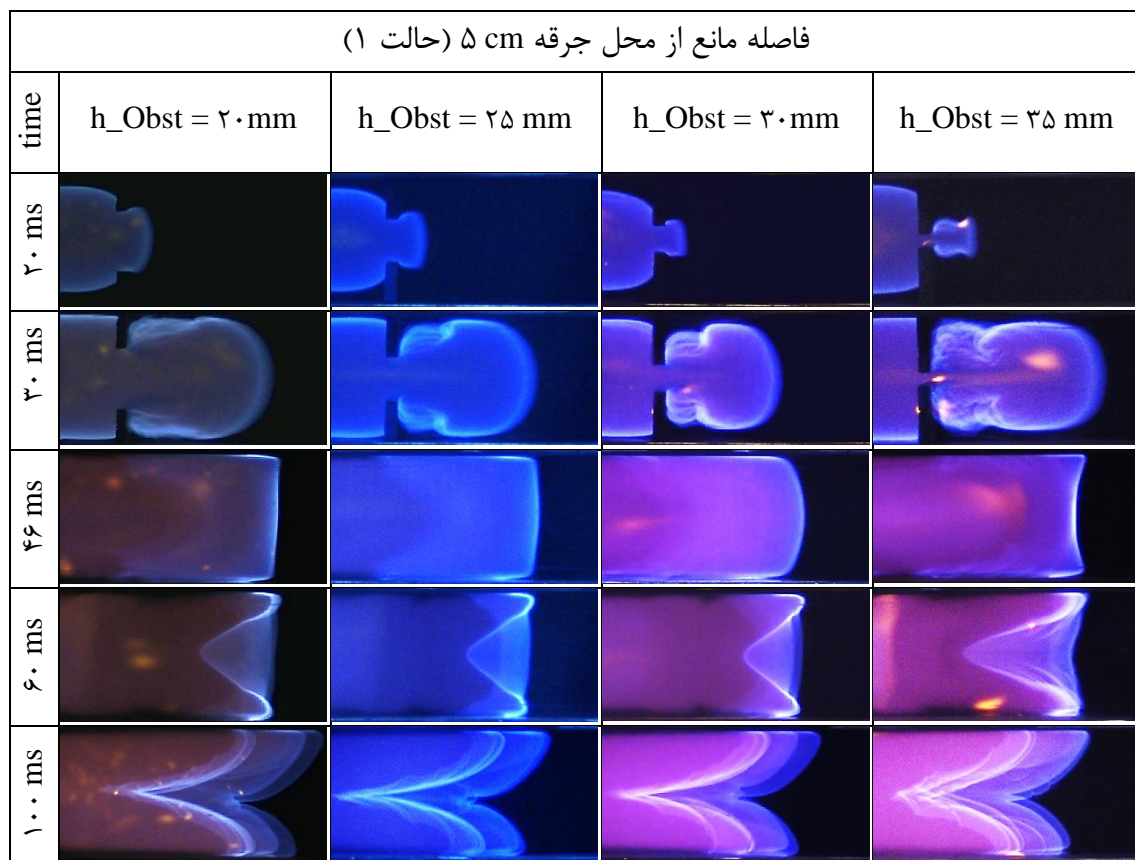 فاصله مانع از محل جرقه ۵ cm (حالت ۱)
time
h_Obst = ۲۰mm
h_Obst = ۲۵ mm
h_Obst = ۳۰mm
h_Obst = ۳۵ mm
۲۰ ms
۳۰ ms
۴۶ ms
۶۰ ms
۱۰۰ ms